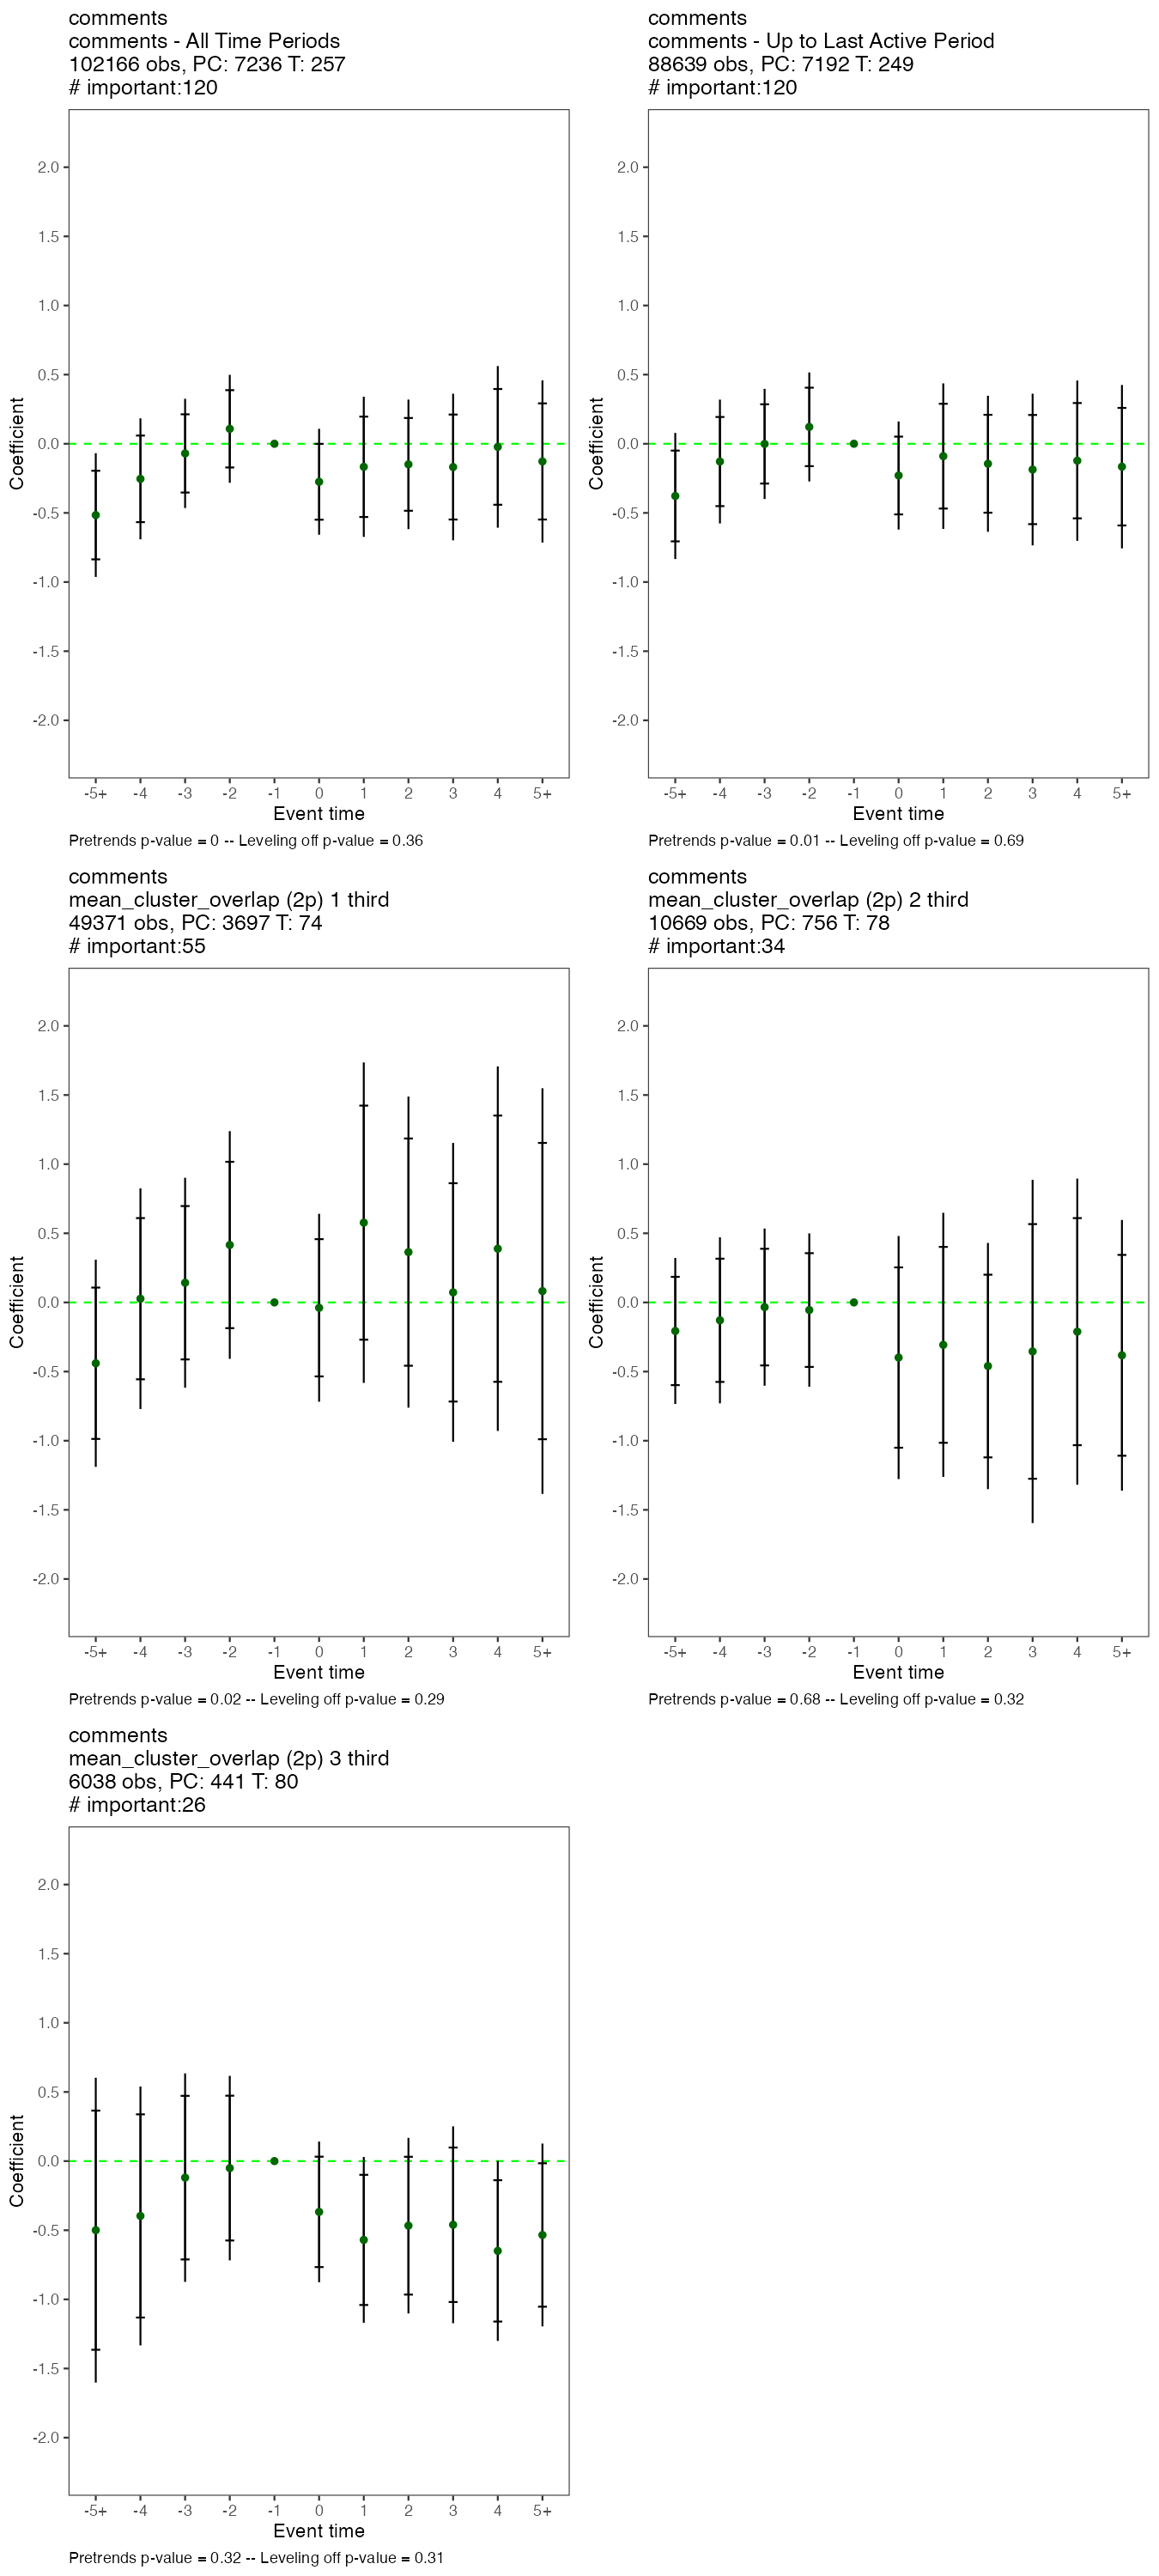 comments
comments - All Time Periods
102166 obs, PC: 7236 T: 257
# important:120
2.0
1.5
1.0
0.5
0.0
-0.5
-1.0
-1.5
-2.0
Coefficient
-5+ -4 -3 -2 -1 0 1 2 3 4 5+
Event time
Pretrends p-value = 0 -- Leveling off p-value = 0.36
comments
comments - Up to Last Active Period
88639 obs, PC: 7192 T: 249
# important:120
2.0
1.5
1.0
0.5
0.0
-0.5
-1.0
-1.5
-2.0
Coefficient
-5+ -4 -3 -2 -1 0 1 2 3 4 5+
Event time
Pretrends p-value = 0.01 -- Leveling off p-value = 0.69
comments
mean_cluster_overlap (2p) 1 third
49371 obs, PC: 3697 T: 74
# important:55
2.0
1.5
1.0
0.5
0.0
-0.5
-1.0
-1.5
-2.0
Coefficient
-5+ -4 -3 -2 -1 0 1 2 3 4 5+
Event time
Pretrends p-value = 0.02 -- Leveling off p-value = 0.29
comments
mean_cluster_overlap (2p) 2 third
10669 obs, PC: 756 T: 78
# important:34
2.0
1.5
1.0
0.5
0.0
-0.5
-1.0
-1.5
-2.0
Coefficient
-5+ -4 -3 -2 -1 0 1 2 3 4 5+
Event time
Pretrends p-value = 0.68 -- Leveling off p-value = 0.32
comments
mean_cluster_overlap (2p) 3 third
6038 obs, PC: 441 T: 80
# important:26
2.0
1.5
1.0
0.5
0.0
-0.5
-1.0
-1.5
-2.0
Coefficient
-5+ -4 -3 -2 -1 0 1 2 3 4 5+
Event time
Pretrends p-value = 0.32 -- Leveling off p-value = 0.31